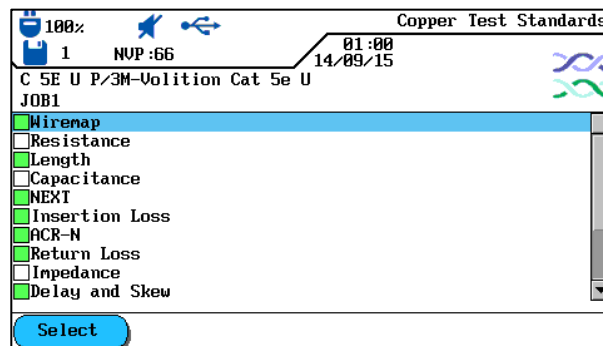 100%
Copper Test Standards
1 NVP:66
01:00
14/09/15
C 5E U P/3M-Volition Cat 5e U
JOB1
Wiremap
Resistance
Length
Capacitance
NEXT
Insertion Loss
ACR-N
Return Loss
Impedance
Delay and Skew
Select